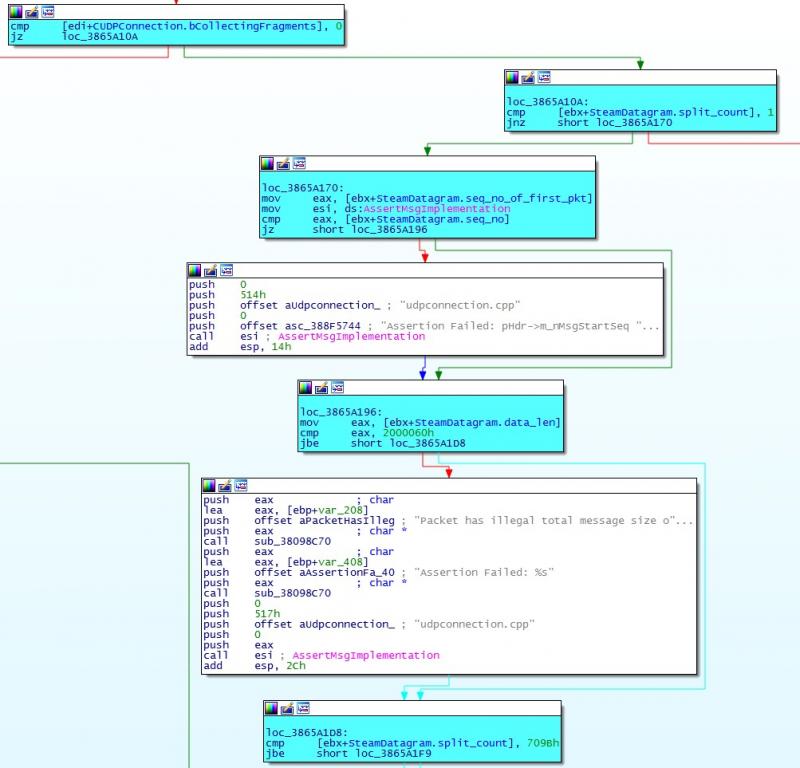 cmp [edi+CUDPConnection.bCollectingFragments], 0
jz loc_3865A10A
loc_3865A10A:
cmp [ebx+SteamDatagram.split_count], 1
jnz short loc_3865A170
loc_3865A170:
mov eax, [ebx+SteamDatagram.seq_no_of_first_pkt]
mov esi, ds:AssertMsgImplementation
cmp eax, [ebx+SteamDatagram.seq_no]
jz short loc_3865A196
push 0
push 514h
push offset aUdpconnection_ ; "udpconnection.cpp"
push 0
push offset asc_388F5744 ; "Assertion Failed: pHdr->m_nMsgStartSeq "...
call esi ; AssertMsgImplementation
add esp, 14h
loc_3865A196:
mov eax, [ebx+SteamDatagram.data_len]
cmp eax, 2000060h
jbe short loc_3865A1D8
push eax ; char
lea eax, [ebp+var_208]
push offset aPacketHasIlleg ; "Packet has illegal total message size o"...
push eax ; char *
call sub_38098C70
push eax ; char
lea eax, [ebp+var_408]
push offset aAssertionFa_40 ; "Assertion Failed: %s"
push eax ; char *
call sub_38098C70
push 0
push 517h
push offset aUdpconnection_ ; "udpconnection.cpp"
push 0
push eax
call esi ; AssertMsgImplementation
add esp, 2Ch
loc_3865A1D8:
cmp [ebx+SteamDatagram.split_count], 709Bh
jbe short loc_3865A1F9